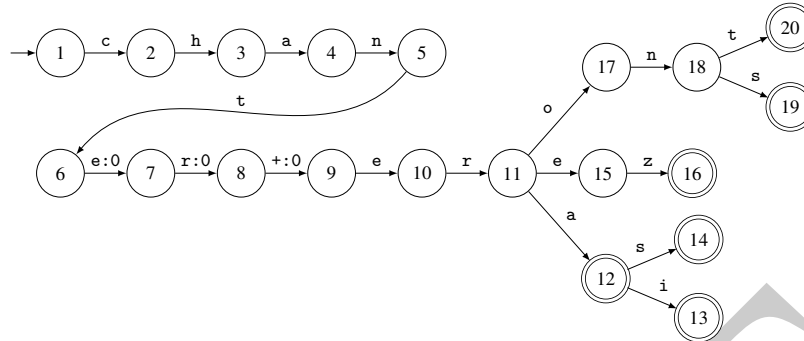 c h a n t
1 2 3 4 5
e:0 r:0 +:0 e r
6 7 8 9 10 11
o n t s
17 18 20 19
e z
15 16
a s i
12 14 13